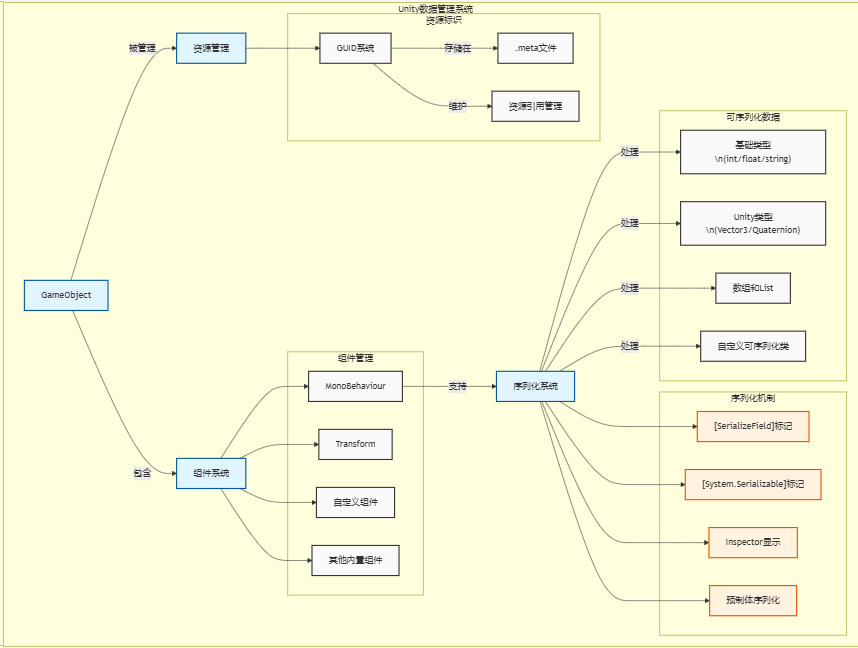 Unity数据管理系统
资源标识
被管理
资源管理
GUID系统
存储在
.meta文件
维护
资源引用管理
可序列化数据
处理
基础类型
\n(int/float/string)
处理
Unity类型
\n(Vector3/Quaternion)
处理
数组和List
处理
自定义可序列化类
GameObject
组件管理
MonoBehaviour
支持
序列化系统
Transform
包含
组件系统
自定义组件
其他内置组件
序列化机制
[SerializeField]标记
[System.Serializable]标记
Inspector显示
预制体序列化